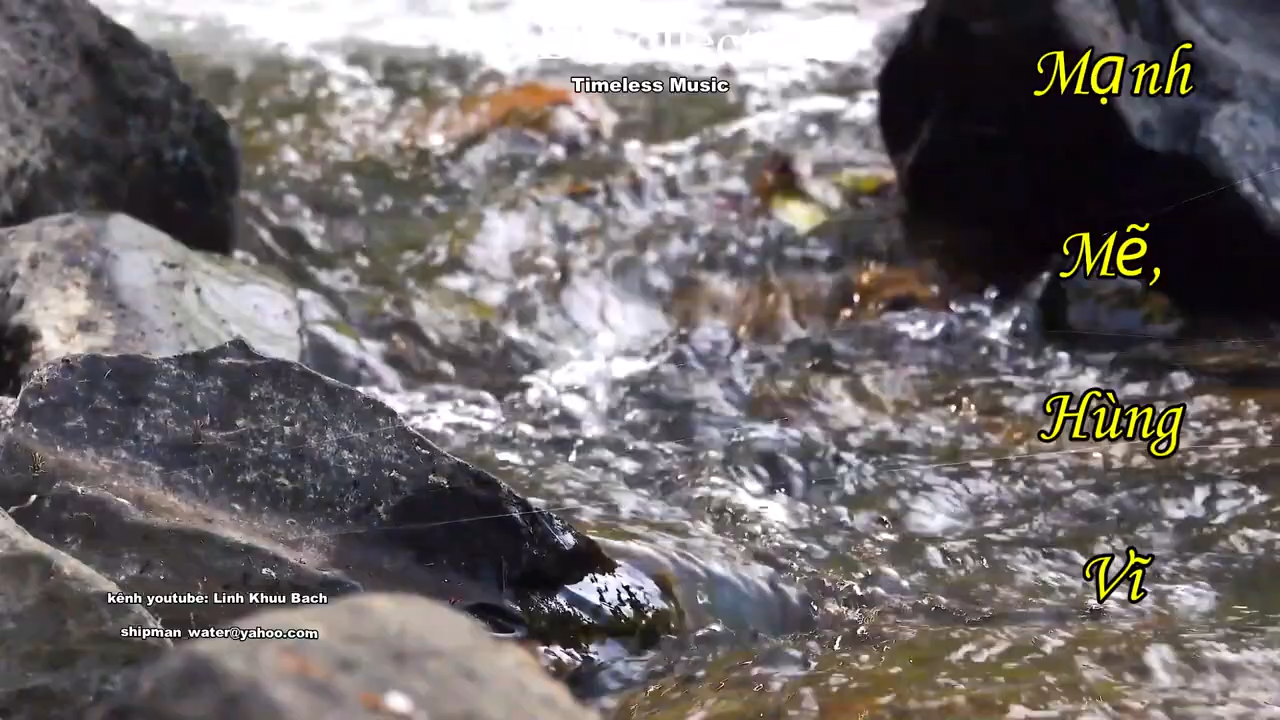 Timeless Music
Mạnh
Mẽ,
Hùng
Vĩ
kênh youtube: Linh Khuu Bach
shipman_water@yahoo.com